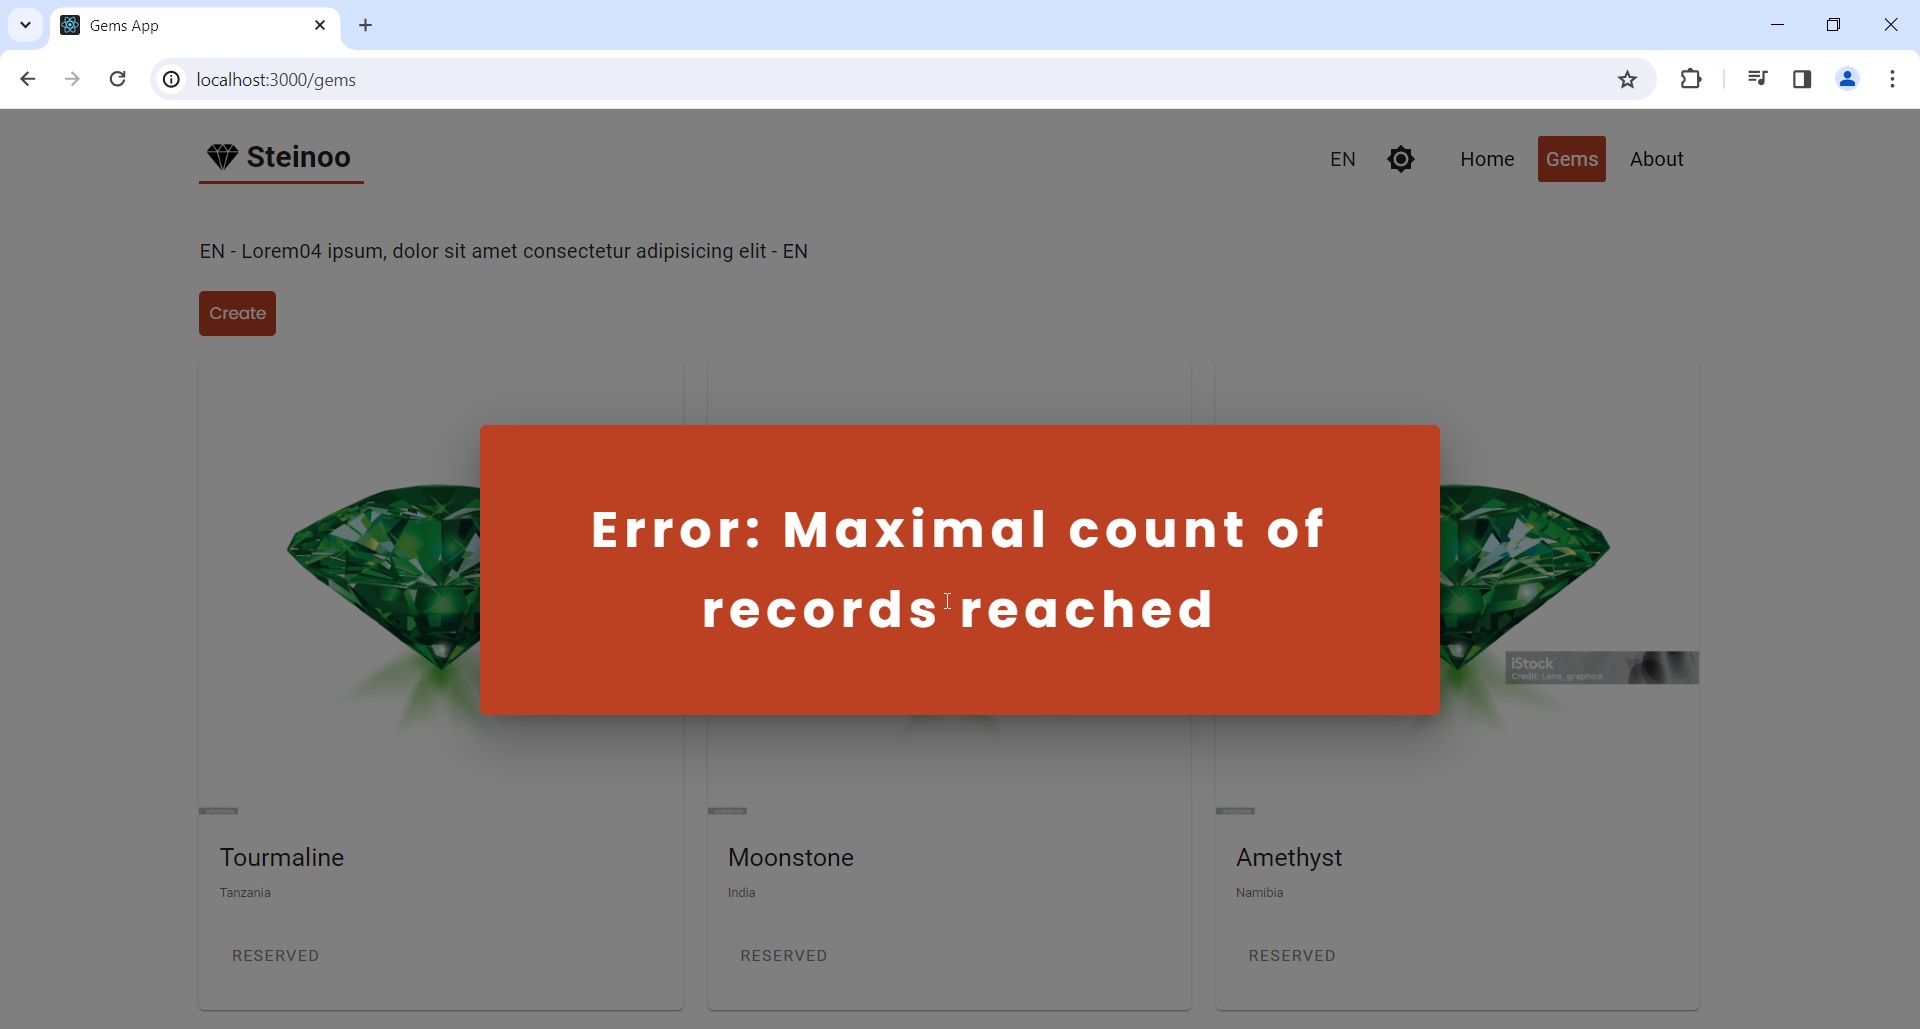 Gems App
localhost:3000/gems
Steinoo
EN
Home
Gems
About
EN - Lorem04 ipsum, dolor sit amet consectetur adipisicing elit - EN
Create
Error: Maximal count of
records reached
iStock
Credit: Lena_graphics
Tourmaline
Tanzania
RESERVED
Moonstone
India
RESERVED
Amethyst
Namibia
RESERVED